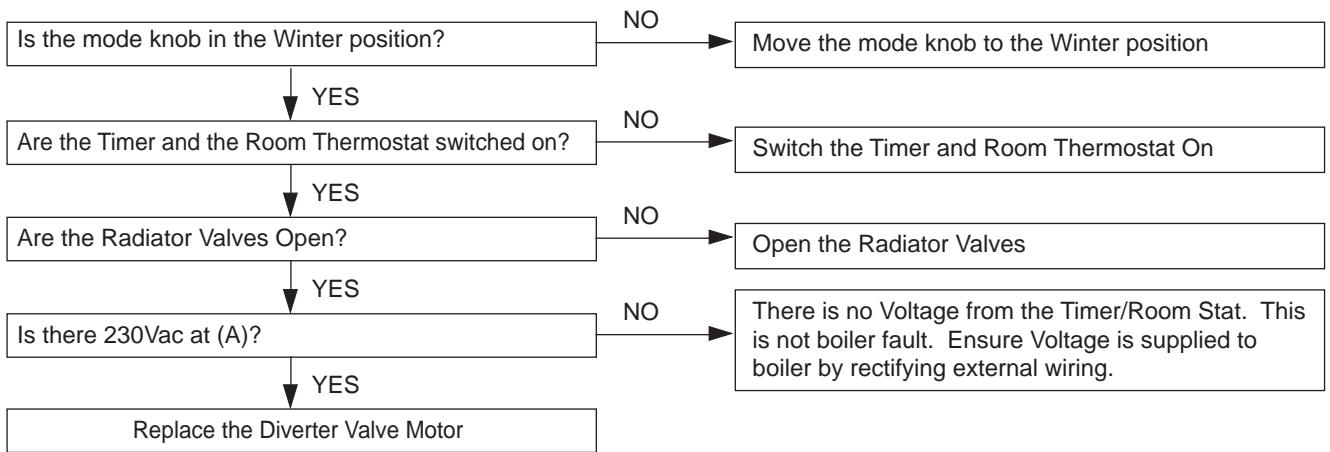 Is the mode knob in the Winter position?
NO
Move the mode knob to the Winter position
YES
Are the Timer and the Room Thermostat switched on?
NO
Switch the Timer and Room Thermostat On
YES
Are the Radiator Valves Open?
NO
Open the Radiator Valves
YES
Is there 230Vac at (A)?
NO
There is no Voltage from the Timer/Room Stat.  This
is not boiler fault.  Ensure Voltage is supplied to
boiler by rectifying external wiring.
YES
Replace the Diverter Valve Motor